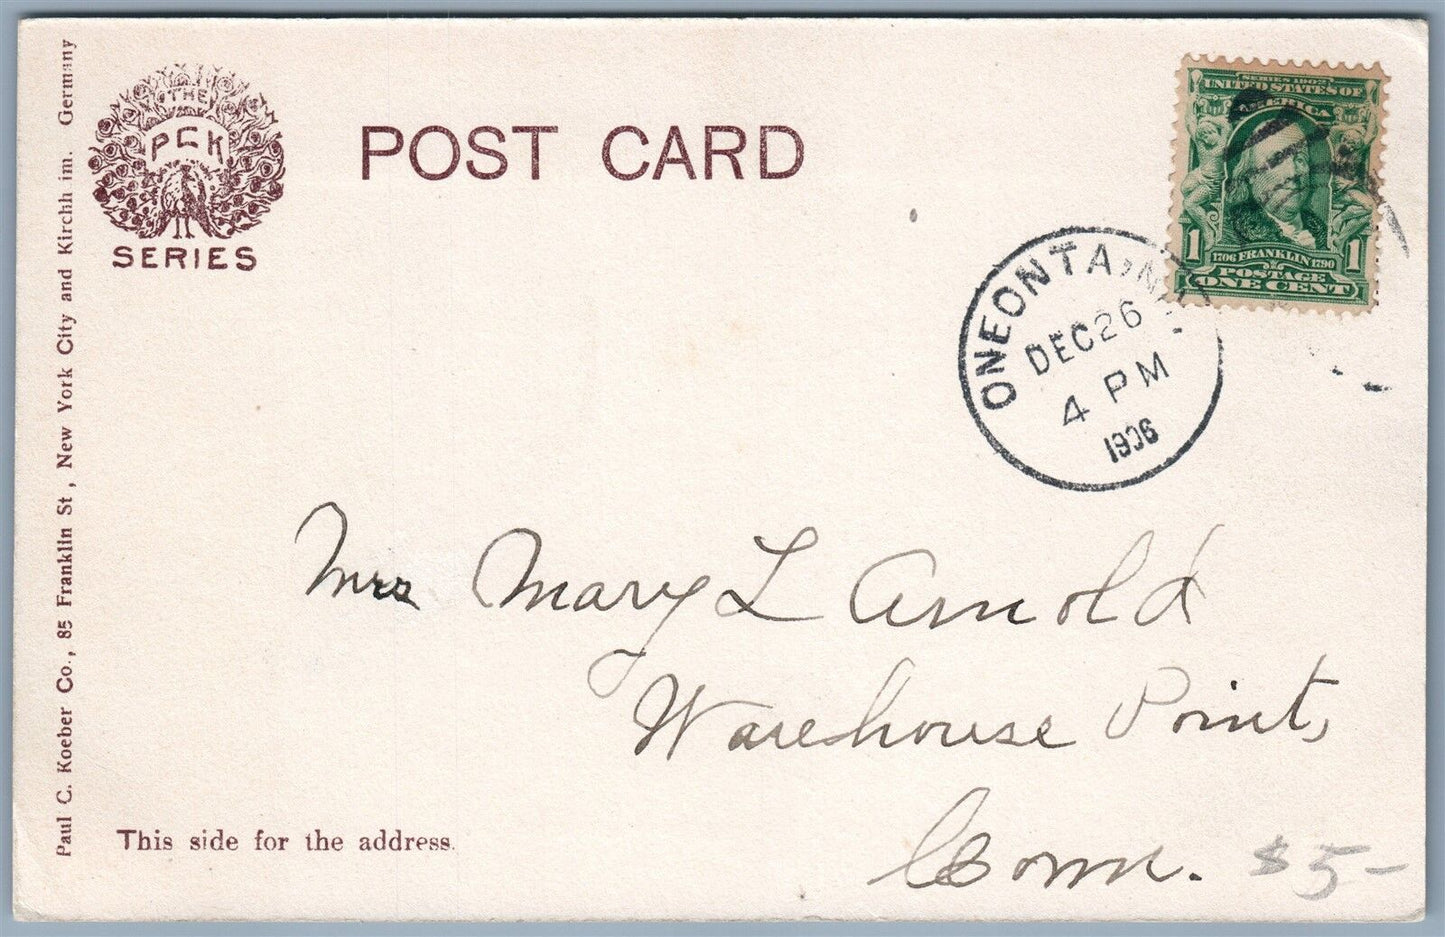 THE
PCK
SERIES
POST CARD
SERIES 1902
UNITED STATES OF
AMERICA
1706 FRANKLIN 1790
1 POSTAGE 1
ONE CENT
ONEONTA, N.
DEC 26
4 PM
1906
Paul C. Koeber Co., 85 Franklin St, New York City and Kirchh im. Germany
Mrs Mary L Arnold
Warehouse Point,
Conn.
$5-
This side for the address.